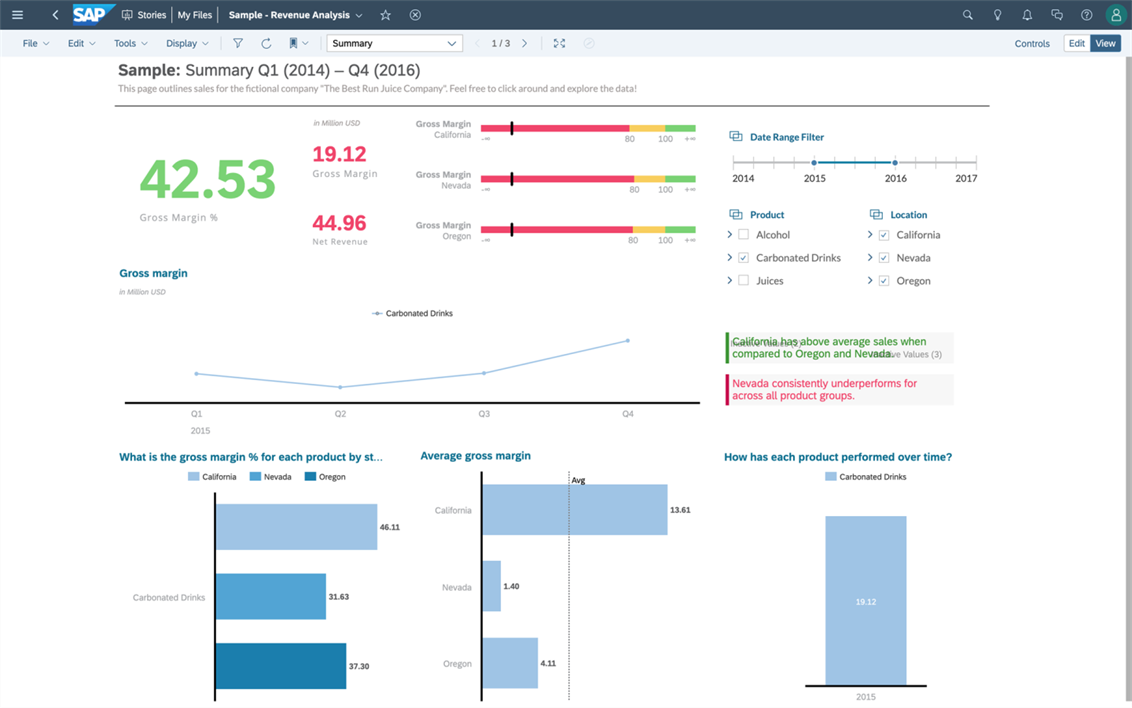 SAP Stories My Files Sample - Revenue Analysis
File Edit Tools Display Summary 1 / 3 Controls Edit View
Sample: Summary Q1 (2014) – Q4 (2016)
This page outlines sales for the fictional company "The Best Run Juice Company". Feel free to click around and explore the data!
42.53
Gross Margin %
in Million USD
19.12
Gross Margin
44.96
Net Revenue
Gross Margin
California
-∞ 80 100 +∞
Gross Margin
Nevada
-∞ 80 100 +∞
Gross Margin
Oregon
-∞ 80 100 +∞
Date Range Filter
2014 2015 2016 2017
Product
Alcohol
Carbonated Drinks
Juices
Location
California
Nevada
Oregon
Gross margin
in Million USD
Carbonated Drinks
Q1 Q2 Q3 Q4
2015
California has above average sales when
compared to Oregon and Nevada.
Values (3)
Nevada consistently underperforms for
across all product groups.
What is the gross margin % for each product by st...
California Nevada Oregon
46.11
Carbonated Drinks
31.63
37.30
Average gross margin
Avg
California 13.61
Nevada 1.40
Oregon 4.11
How has each product performed over time?
Carbonated Drinks
19.12
2015